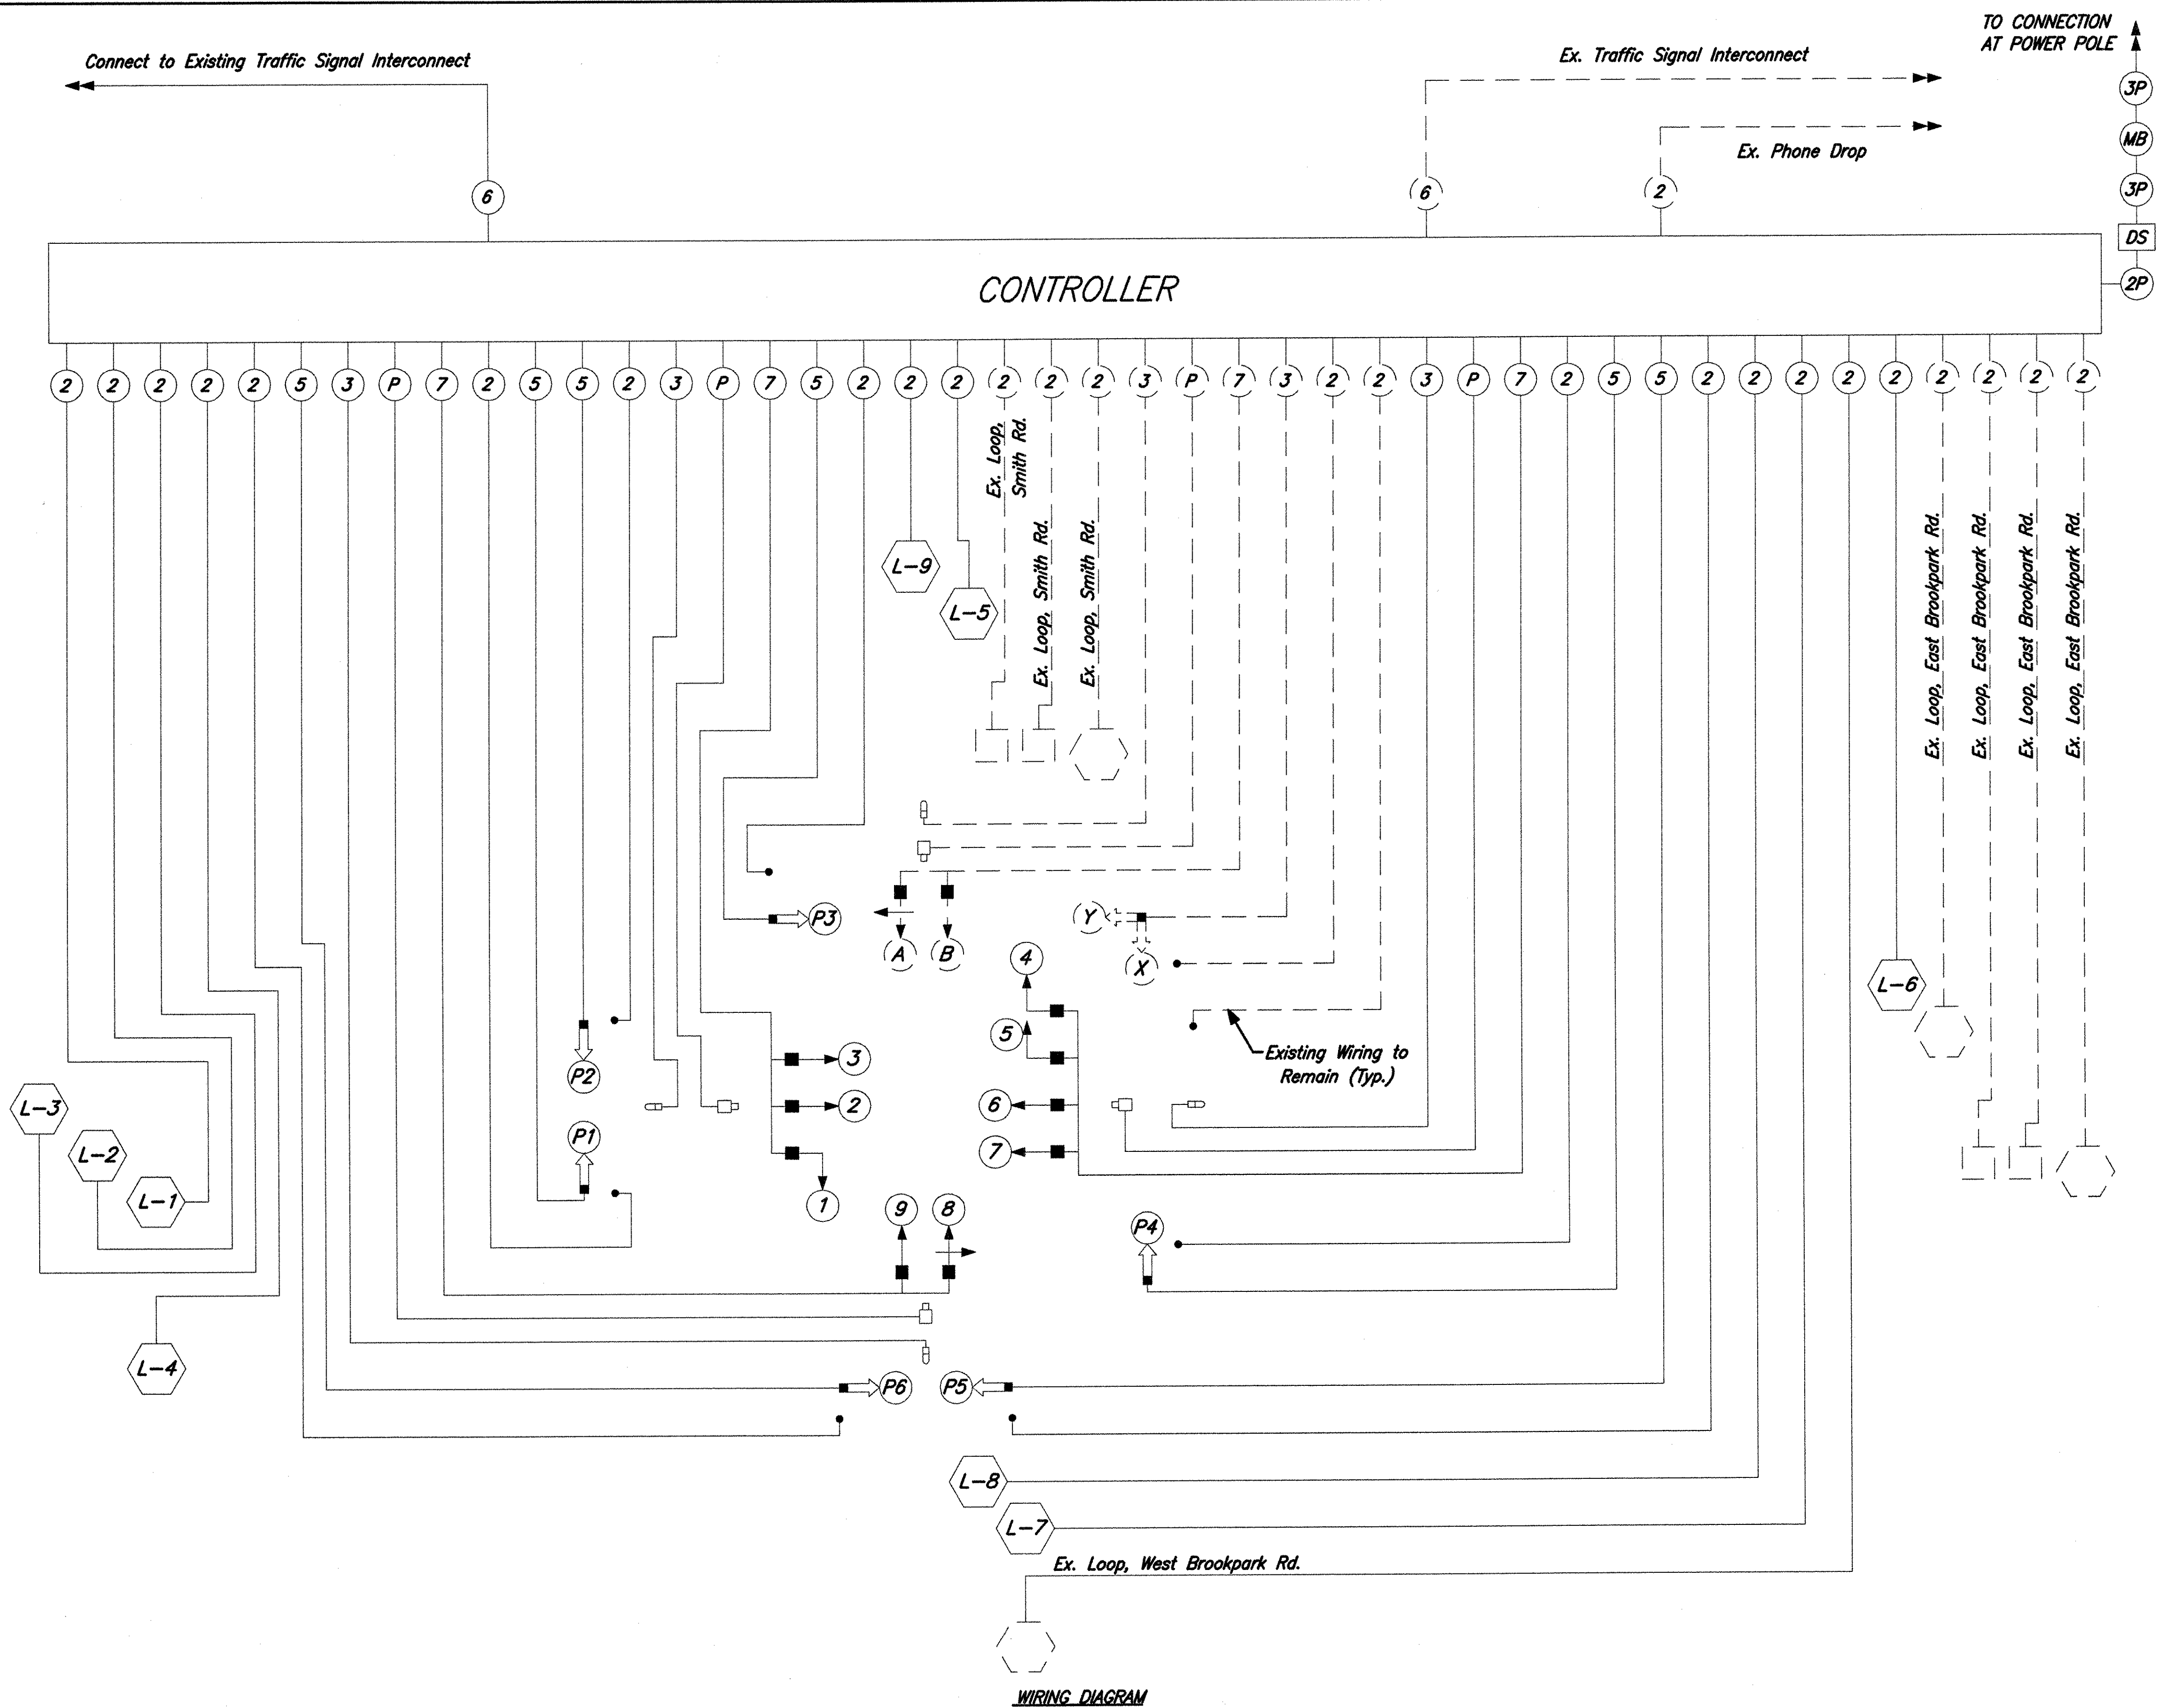 TO CONNECTION
AT POWER POLE
Connect to Existing Traffic Signal Interconnect
Ex. Traffic Signal Interconnect
3P
MB
Ex. Phone Drop
6
6
2
3P
DS
CONTROLLER
2P
2 2 2 2 2 5 3 P 7 2 5 5 2 3 P 7 5 2 2 2 2 2 2 3 P 7 3 2 2 3 P 7 2 5 5 2 2 2 2 2 2 2 2 2
Ex. Loop,
Smith Rd.
Ex. Loop, Smith Rd.
Ex. Loop, Smith Rd.
Ex. Loop, East Brookpark Rd.
Ex. Loop, East Brookpark Rd.
Ex. Loop, East Brookpark Rd.
Ex. Loop, East Brookpark Rd.
L-9
L-5
P3
Y
A
B
4
X
L-6
5
Existing Wiring to
Remain (Typ.)
3
P2
L-3
2
6
P1
L-2
7
L-1
1
9
8
P4
L-4
P6
P5
L-8
L-7
Ex. Loop, West Brookpark Rd.
WIRING DIAGRAM